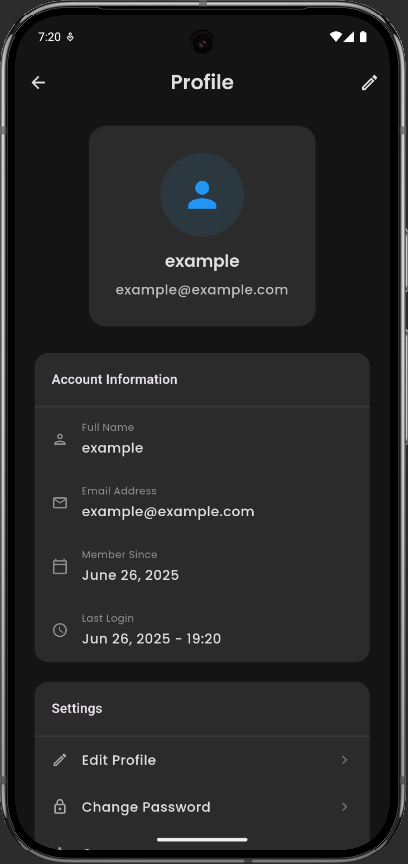 7:20
Profile
example
example@example.com
Account Information
Full Name
example
Email Address
example@example.com
Member Since
June 26, 2025
Last Login
Jun 26, 2025 - 19:20
Settings
Edit Profile
Change Password